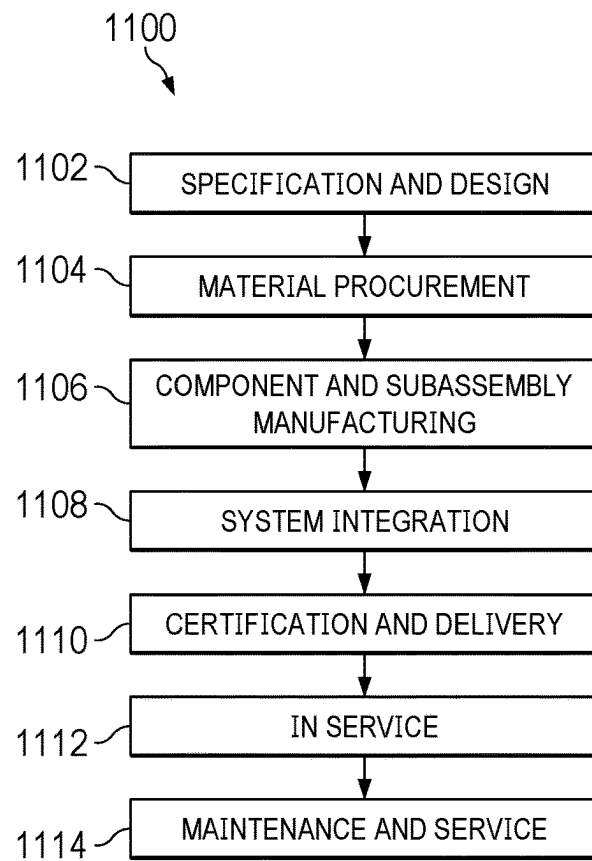 1100
1102
SPECIFICATION AND DESIGN
1104
MATERIAL PROCUREMENT
1106
COMPONENT AND SUBASSEMBLY
MANUFACTURING
1108
SYSTEM INTEGRATION
1110
CERTIFICATION AND DELIVERY
1112
IN SERVICE
1114
MAINTENANCE AND SERVICE